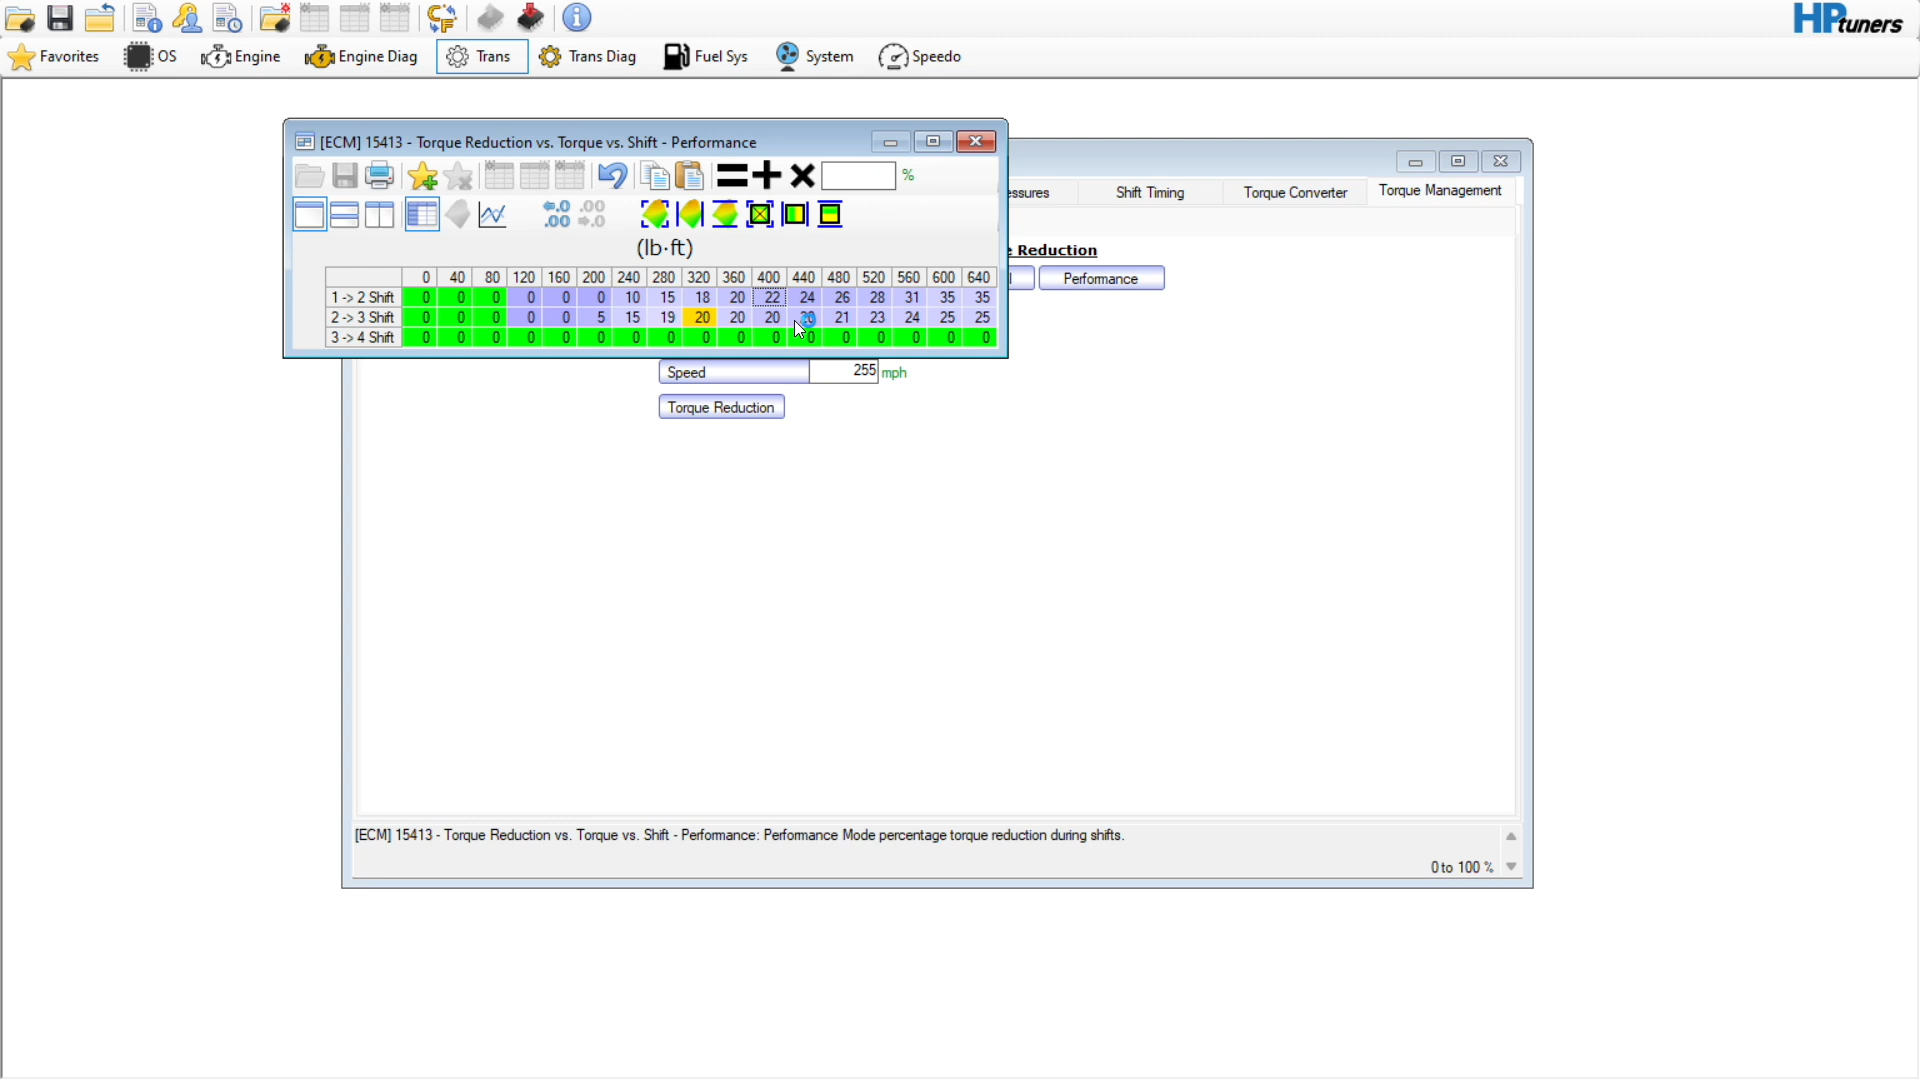 HPtuners
Favorites OS Engine Engine Diag Trans Trans Diag Fuel Sys System Speedo
[ECM] 15413 - Torque Reduction vs. Torque vs. Shift - Performance
%
(lb·ft)
0 40 80 120 160 200 240 280 320 360 400 440 480 520 560 600 640
1 -> 2 Shift 0 0 0 0 0 0 10 15 18 20 22 24 26 28 31 35 35
2 -> 3 Shift 0 0 0 0 0 5 15 19 20 20 20 21 23 24 25 25
3 -> 4 Shift 0 0 0 0 0 0 0 0 0 0 0 0 0 0 0 0 0
Shift Timing Torque Converter Torque Management
Reduction
Performance
Speed 255 mph
Torque Reduction
[ECM] 15413 - Torque Reduction vs. Torque vs. Shift - Performance: Performance Mode percentage torque reduction during shifts.
0 to 100 %